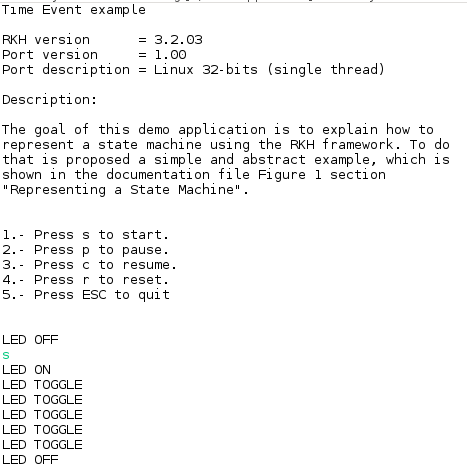 Time Event example
RKH version      = 3.2.03
Port version     = 1.00
Port description = Linux 32-bits (single thread)
Description:
The goal of this demo application is to explain how to
represent a state machine using the RKH framework. To do
that is proposed a simple and abstract example, which is
shown in the documentation file Figure 1 section
"Representing a State Machine".
1.- Press s to start.
2.- Press p to pause.
3.- Press c to resume.
4.- Press r to reset.
5.- Press ESC to quit
LED OFF
s
LED ON
LED TOGGLE
LED TOGGLE
LED TOGGLE
LED TOGGLE
LED TOGGLE
LED OFF